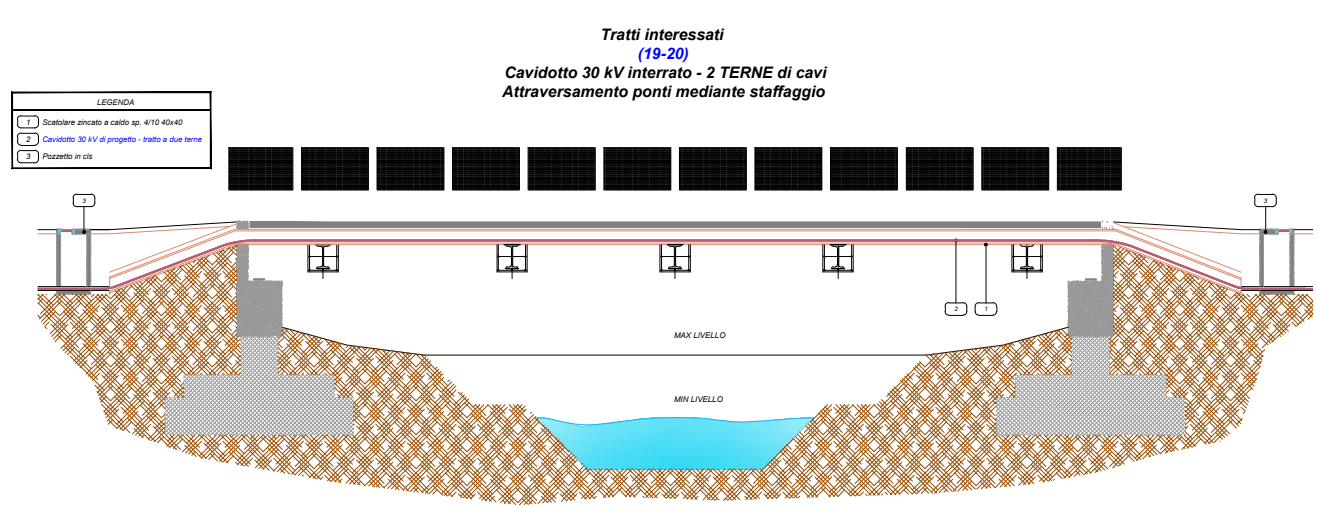 Tratti interessati
(19-20)
Cavidotto 30 kV interrato - 2 TERNE di cavi
Attraversamento ponti mediante staffaggio
LEGENDA
1 Scatolare zincato a caldo sp. 4/10 40x40
2 Cavidotto 30 kV di progetto - tratto a due terne
3 Pozzetto in cls
3
3
2
1
MAX LIVELLO
MIN LIVELLO